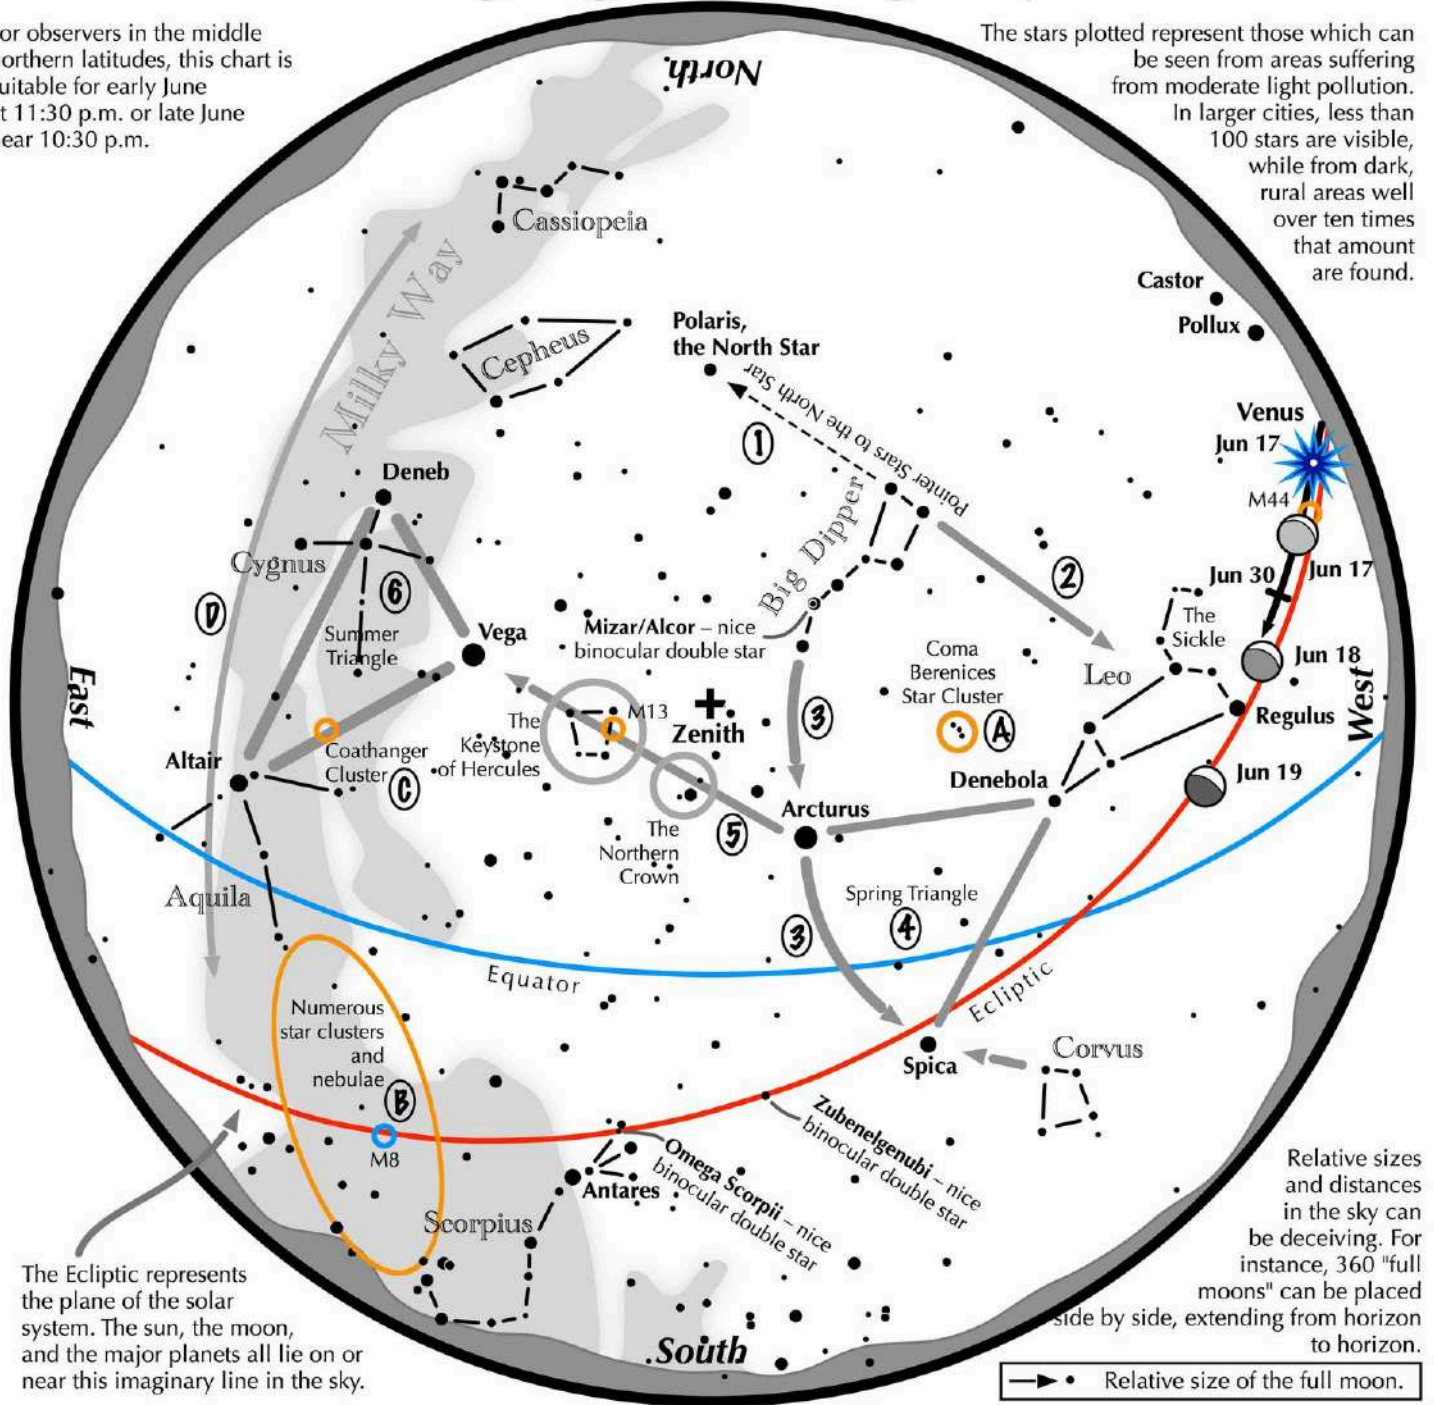 or observers in the middle
orthern latitudes, this chart is
uitable for early June
t 11:30 p.m. or late June
ear 10:30 p.m.
The stars plotted represent those which can
be seen from areas suffering
from moderate light pollution.
In larger cities, less than
100 stars are visible,
while from dark,
rural areas well
over ten times
that amount
are found.
North
Cassiopeia
Milky Way
Castor
Pollux
Cepheus
Polaris,
the North Star
Pointer Stars to the North Star
1
Venus
Jun 17
M44
Deneb
Big Dipper
Cygnus
6
2
Jun 30
Jun 17
D
The
Sickle
Summer
Triangle
Vega
Mizar/Alcor – nice
binocular double star
Coma
Berenices
Star Cluster
Leo
Jun 18
East
West
M13
The
Keystone
of Hercules
Zenith
3
A
Regulus
Altair
Coathanger
Cluster
C
Denebola
Jun 19
Arcturus
5
The
Northern
Crown
Aquila
Spring Triangle
4
3
Equator
Ecliptic
Numerous
star clusters
and
nebulae
B
M8
Spica
Corvus
Zubenelgenubi – nice
binocular double star
Omega Scorpii – nice
binocular double star
Antares
Scorpius
South
The Ecliptic represents
the plane of the solar
system. The sun, the moon,
and the major planets all lie on or
near this imaginary line in the sky.
Relative sizes
and distances
in the sky can
be deceiving. For
instance, 360 "full
moons" can be placed
side by side, extending from horizon
to horizon.
Relative size of the full moon.